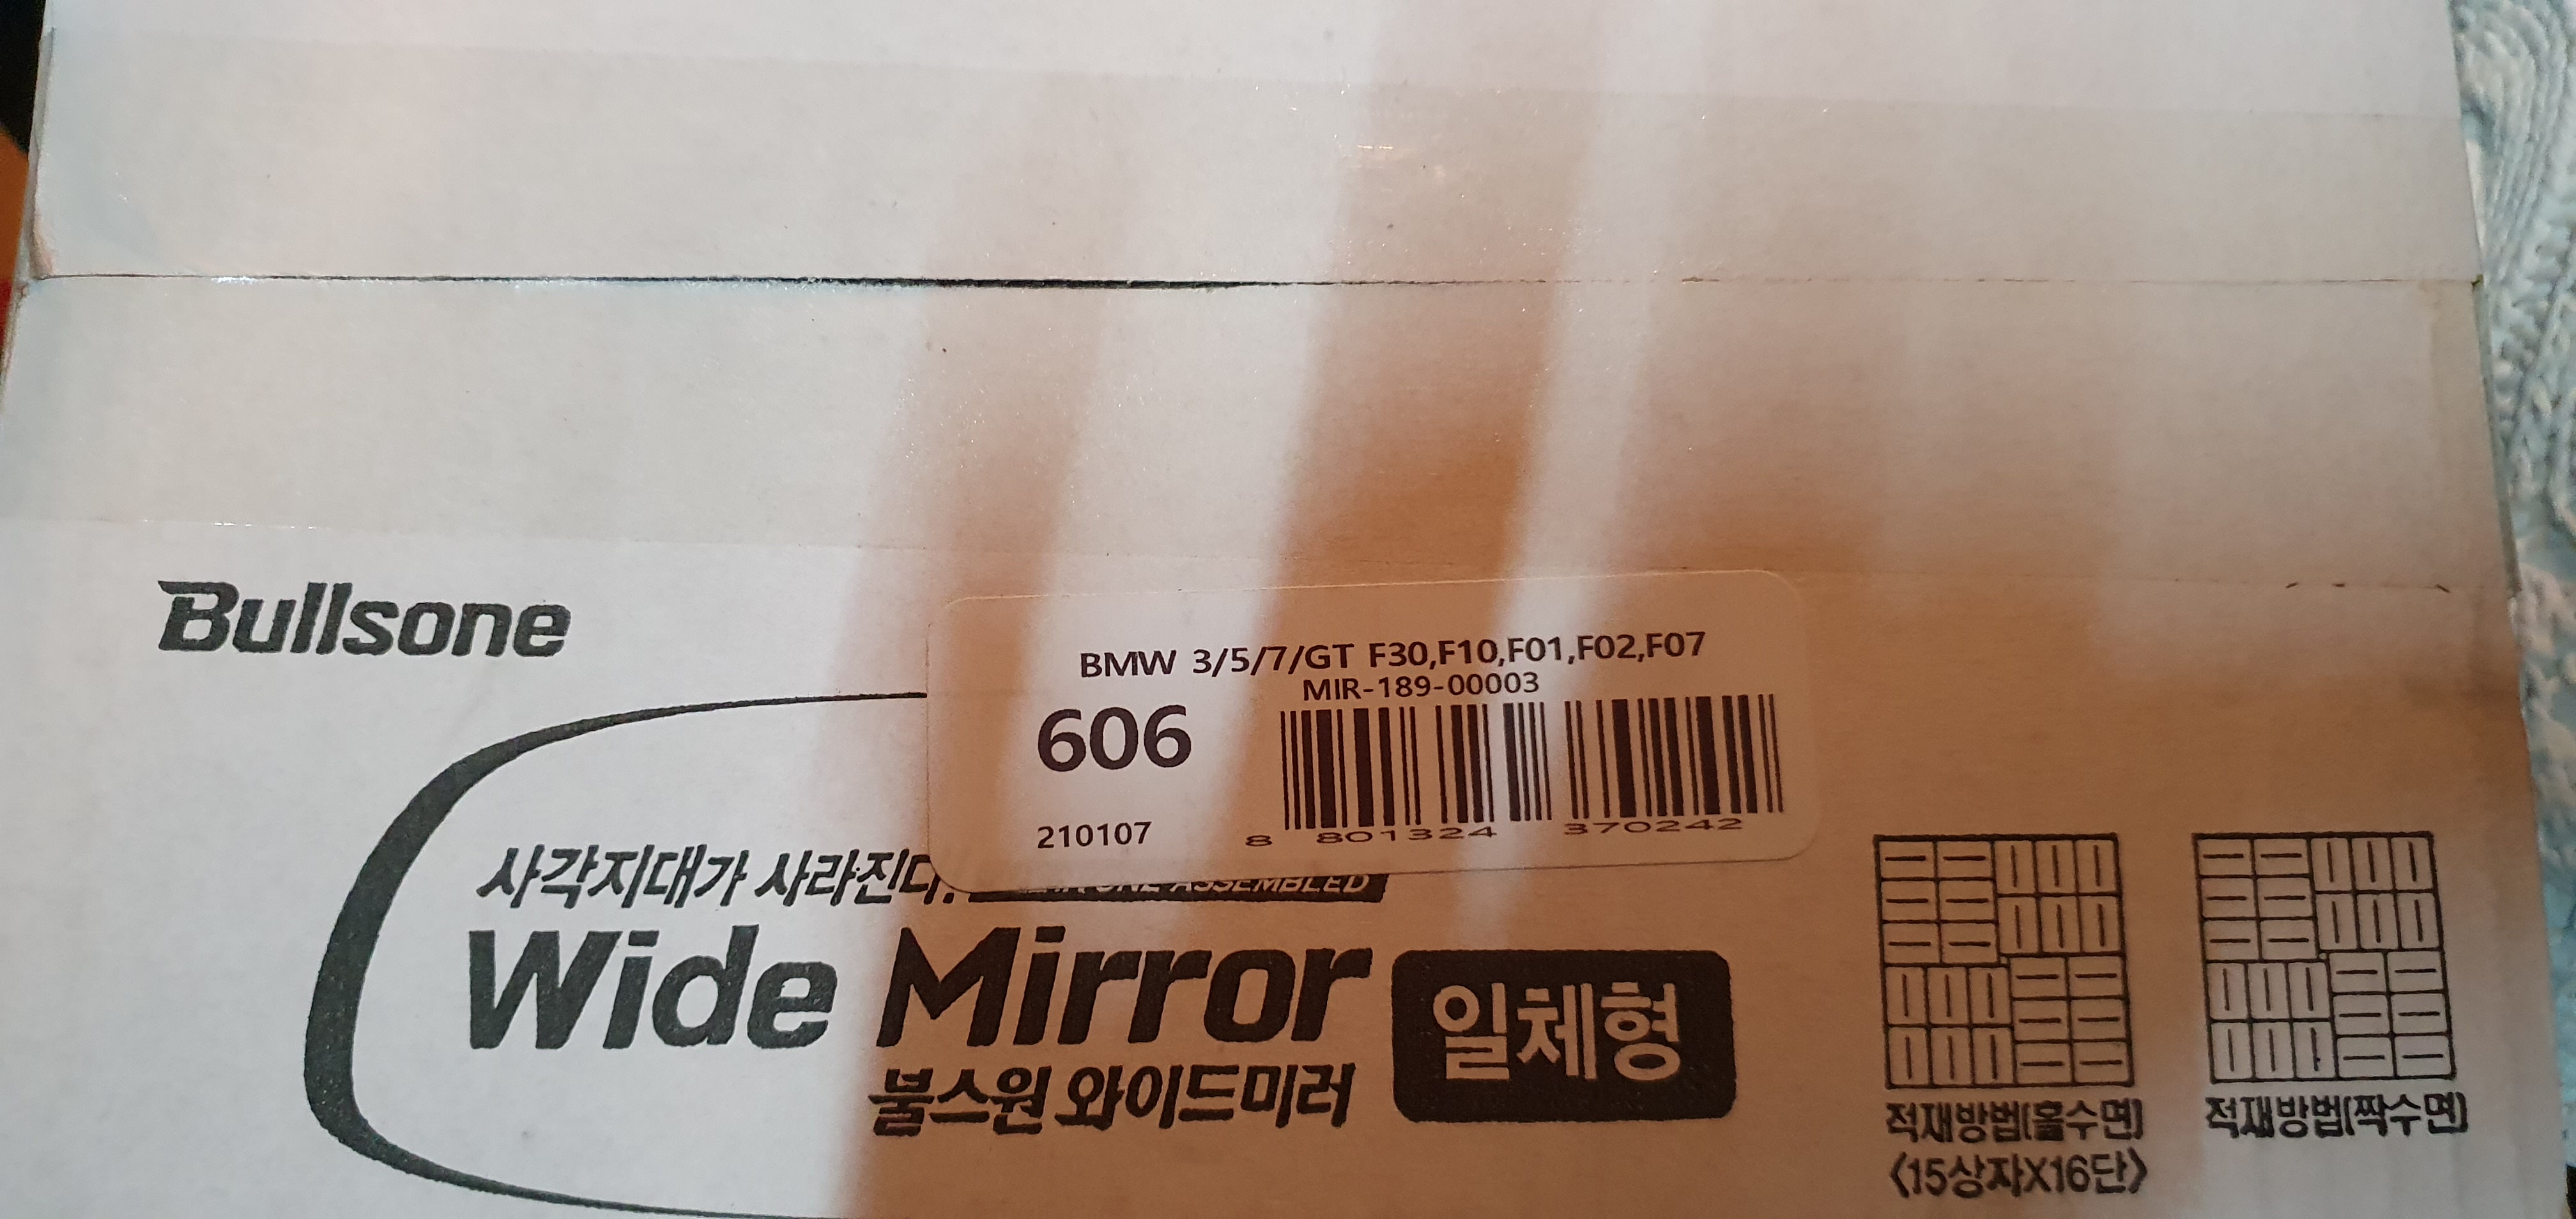 Bullsone
BMW 3/5/7/GT F30,F10,F01,F02,F07
MIR-189-00003
606
210107
8 801324 370242
사각지대가 사라진다.
ASSEMBLED
Wide Mirror
일체형
불스원 와이드미러
적재방법(홀수면)
<15상자X16단>
적재방법(짝수면)